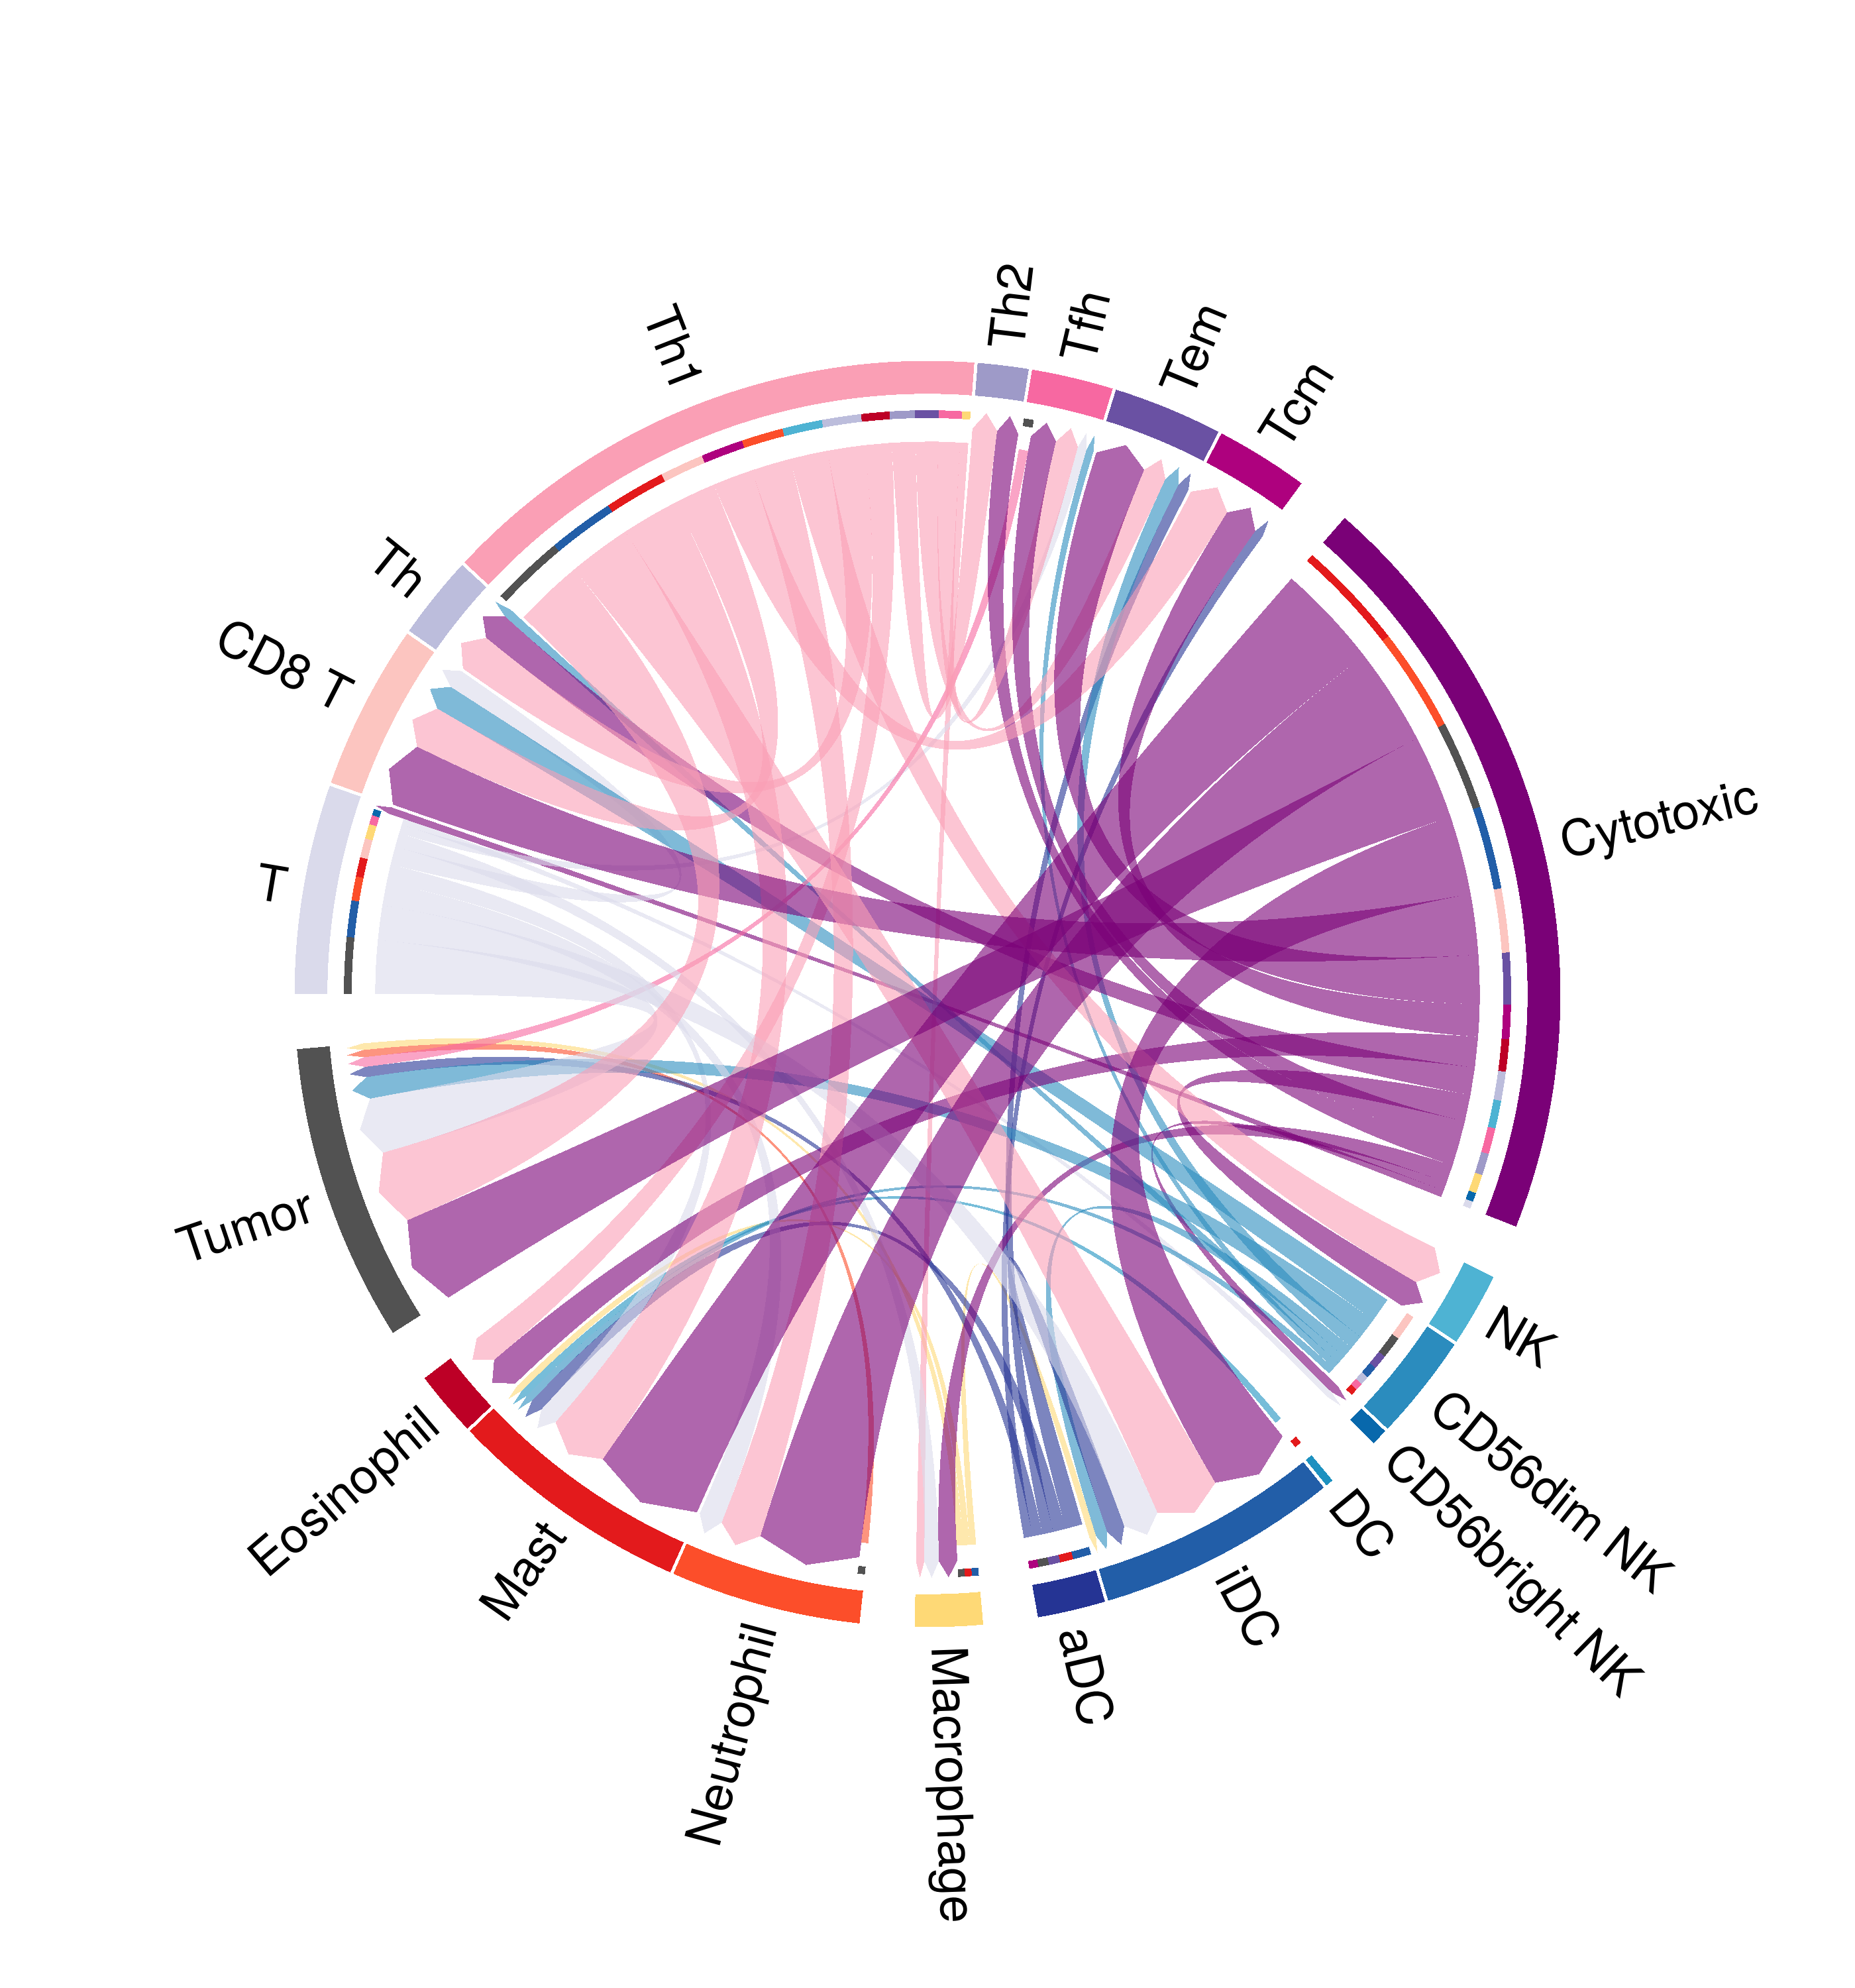 Th1
Th2
Tfh
Tem
Tcm
Cytotoxic
NK
CD56dim NK
CD56bright NK
DC
iDC
aDC
Macrophage
Neutrophil
Mast
Eosinophill
Tumor
T
CD8 T
Th